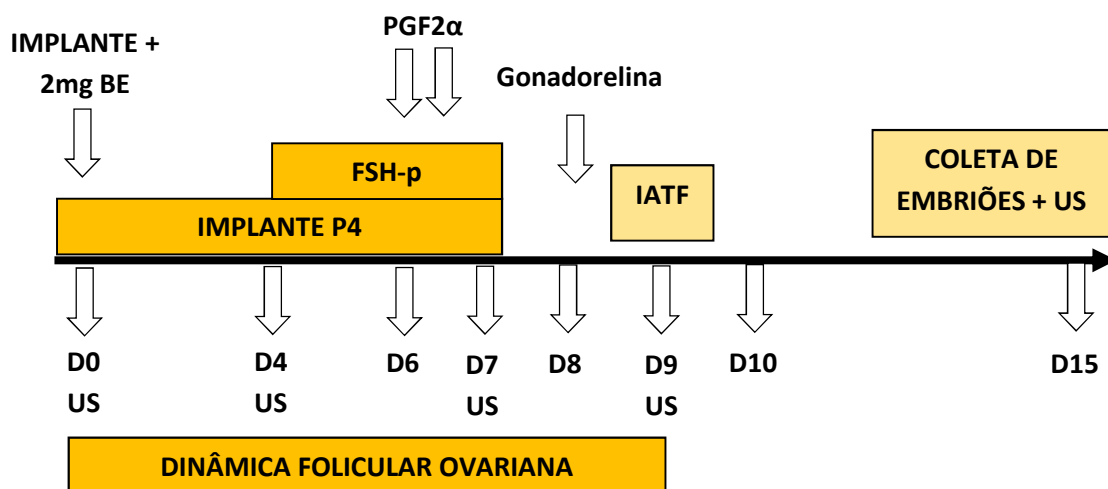 IMPLANTE +
2mg BE
PGF2α
Gonadorelina
FSH-p
IMPLANTE P4
IATF
COLETA DE
EMBRIÕES + US
D0
US
D4
US
D6
D7
US
D8
D9
US
D10
D15
DINÂMICA FOLICULAR OVARIANA